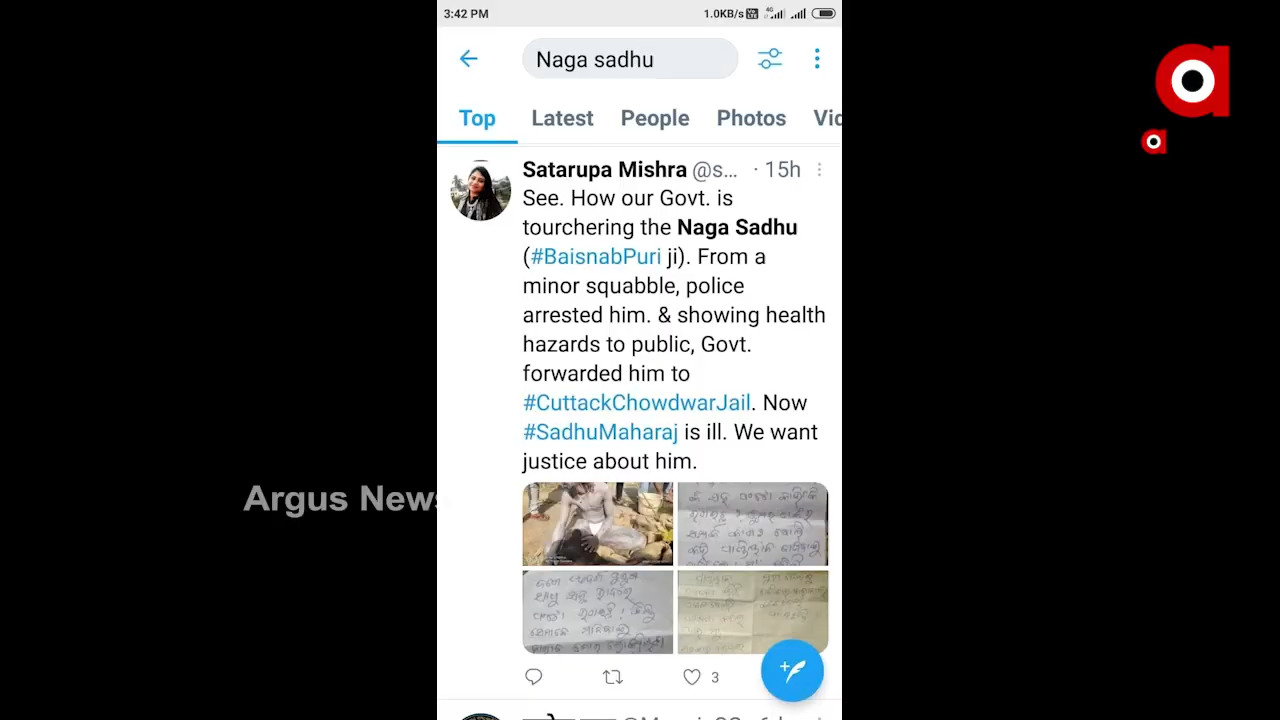 3:42 PM
1.0KB/s
4G
Naga sadhu
Top Latest People Photos Vic
Satarupa Mishra @s... · 15h
See. How our Govt. is
tourchering the Naga Sadhu
(#BaisnabPuri ji). From a
minor squabble, police
arrested him. & showing health
hazards to public, Govt.
forwarded him to
#CuttackChowdwarJail. Now
#SadhuMaharaj is ill. We want
justice about him.
3
Argus News